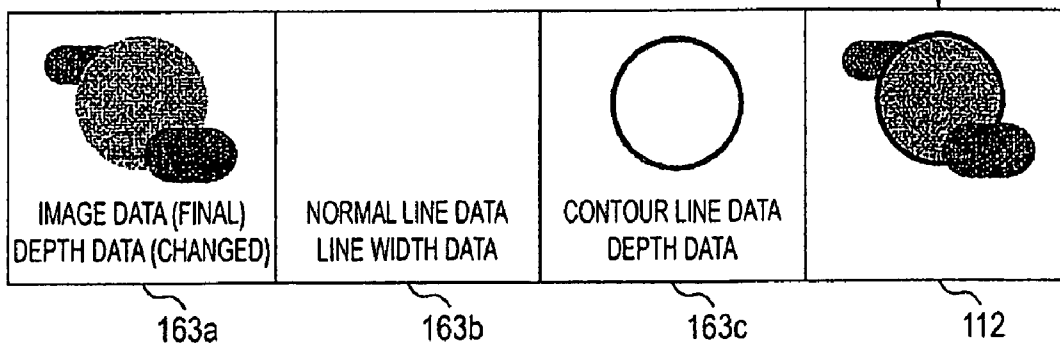 IMAGE DATA (FINAL)
DEPTH DATA (CHANGED)
NORMAL LINE DATA
LINE WIDTH DATA
CONTOUR LINE DATA
DEPTH DATA
163a
163b
163c
112